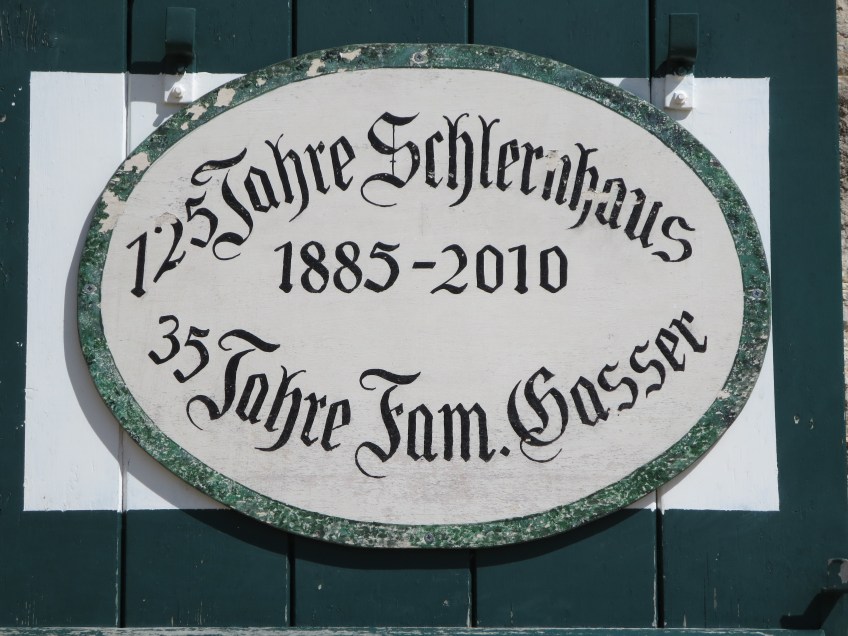 125 Jahre Schlernhaus
1885-2010
35 Jahre Fam. Gasser